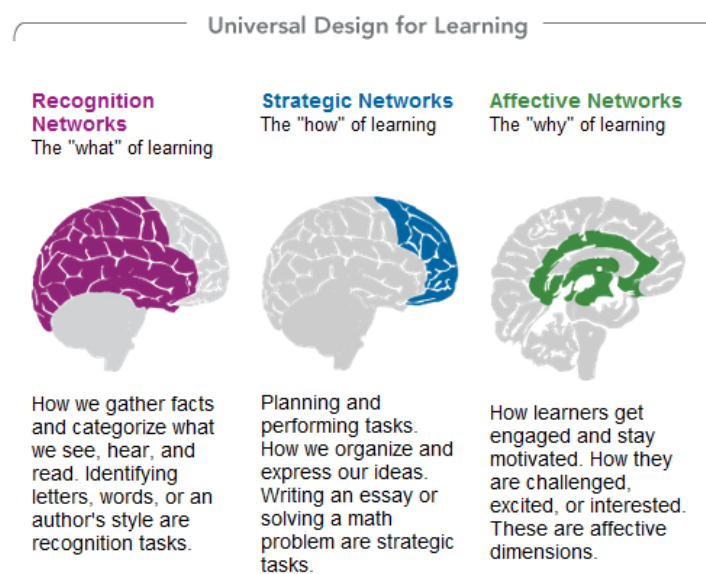 Universal Design for Learning
Recognition
Networks
The "what" of learning
Strategic Networks
The "how" of learning
Affective Networks
The "why" of learning
How we gather facts
and categorize what
we see, hear, and
read. Identifying
letters, words, or an
author's style are
recognition tasks.
Planning and
performing tasks.
How we organize and
express our ideas.
Writing an essay or
solving a math
problem are strategic
tasks.
How learners get
engaged and stay
motivated. How they
are challenged,
excited, or interested.
These are affective
dimensions.